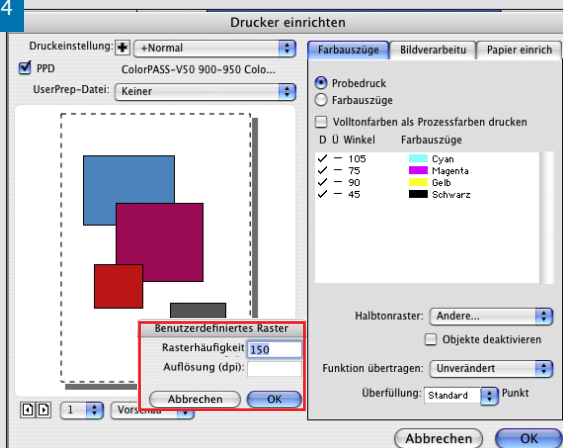 4
Drucker einrichten
Druckeinstellung: +Normal
PPD ColorPASS-V50 900-950 Colo...
UserPrep-Datei: Keiner
Farbauszüge Bildverarbeitu Papier einrich
Probedruck
Farbauszüge
Volltonfarben als Prozessfarben drucken
D Ü Winkel Farbauszüge
105 Cyan
75 Magenta
90 Gelb
45 Schwarz
Halbtonraster: Andere...
Objekte deaktivieren
Funktion übertragen: Unverändert
Überfüllung: Standard Punkt
Benutzerdefiniertes Raster
Rasterhäufigkeit 150
Auflösung (dpi):
Abbrechen OK
1 Vorschau
Abbrechen OK